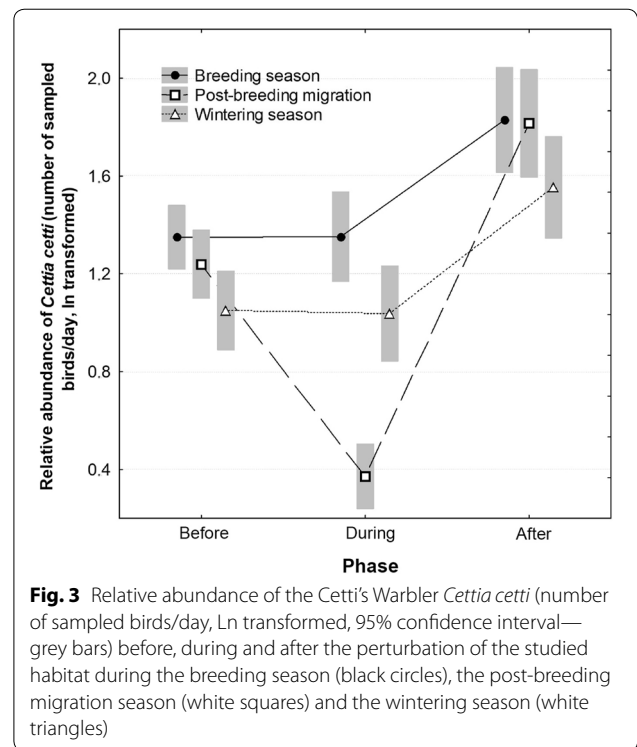 Relative abundance of Cettia cetti (number of sampled
birds/day, ln transformed)
2.0
1.6
1.2
0.8
0.4
Breeding season
Post-breeding migration
Wintering season
Before During After
Phase
Fig. 3 Relative abundance of the Cetti’s Warbler Cettia cetti (number
of sampled birds/day, Ln transformed, 95% confidence interval—
grey bars) before, during and after the perturbation of the studied
habitat during the breeding season (black circles), the post-breeding
migration season (white squares) and the wintering season (white
triangles)